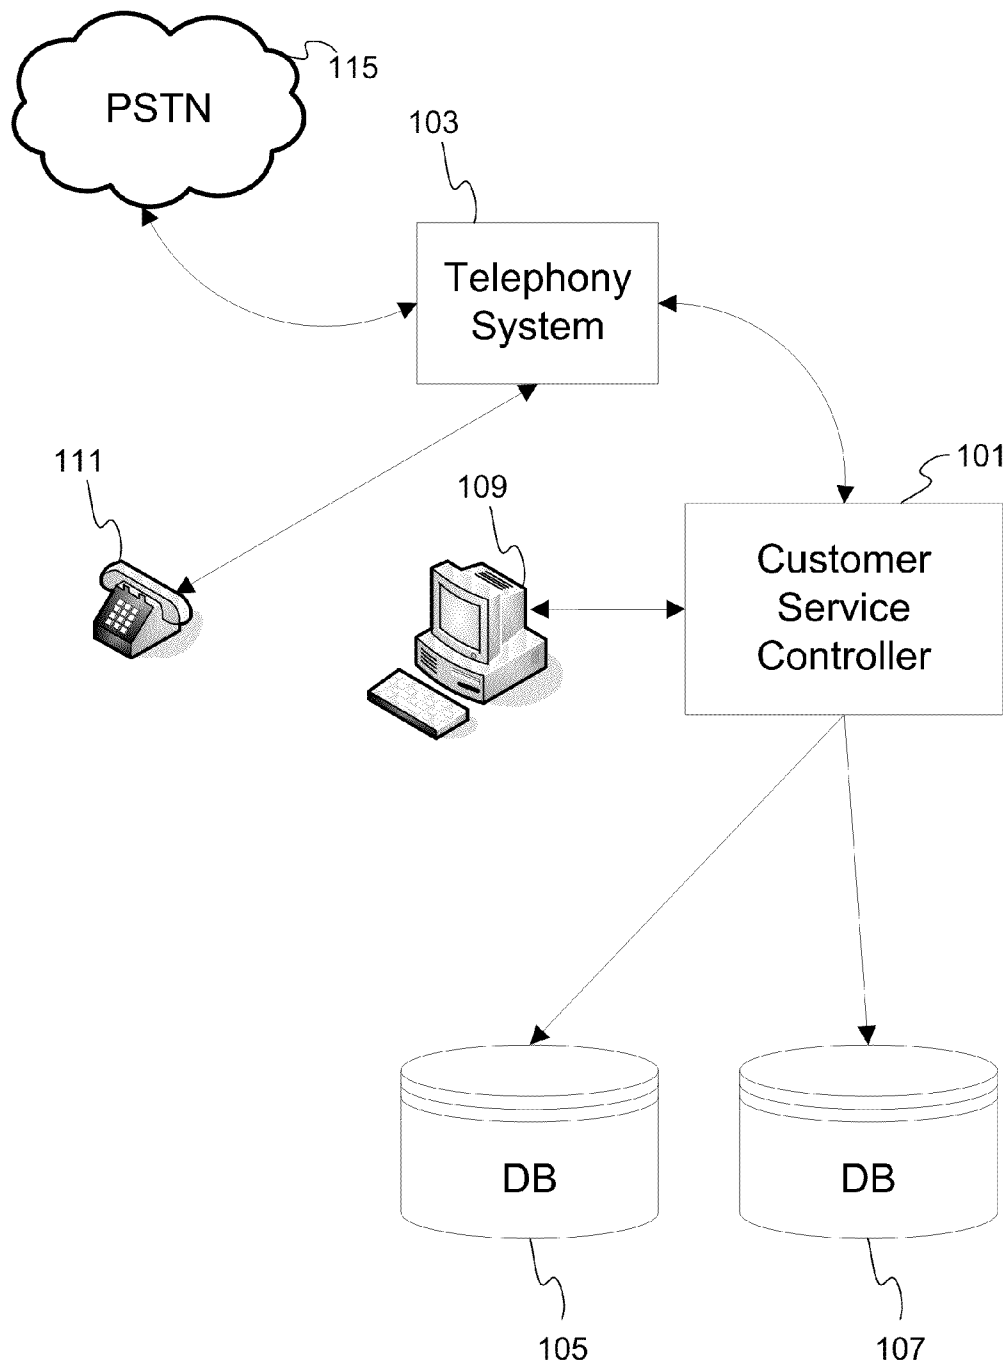 115
PSTN
103
Telephony
System
111
109
101
Customer
Service
Controller
DB
DB
105
107